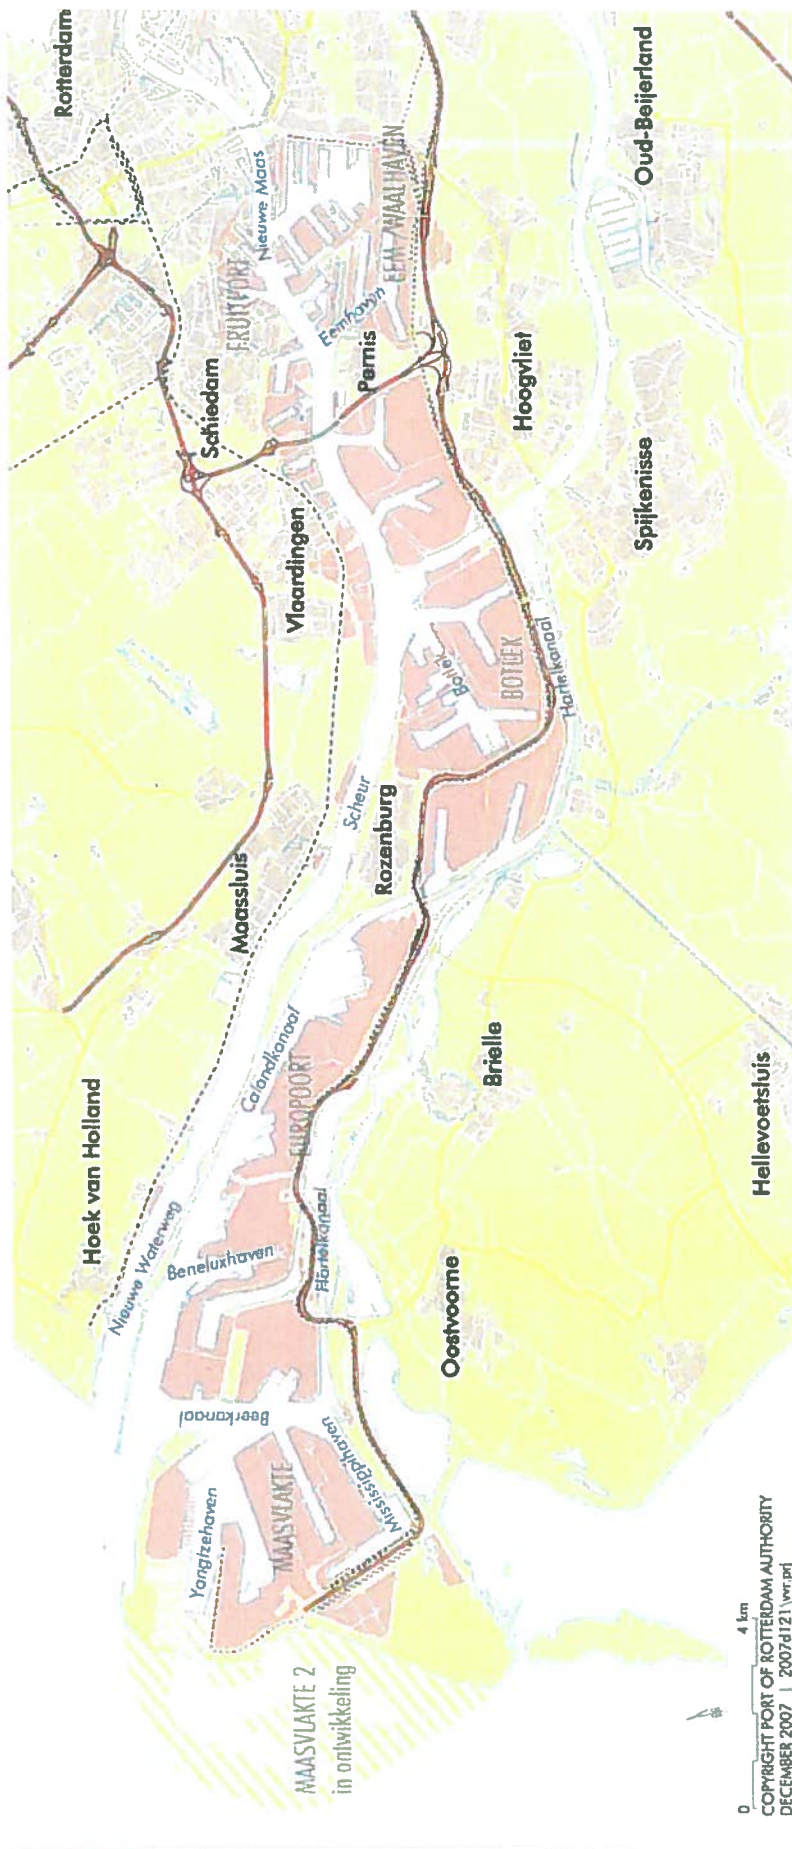 MAASVLAKTE 2
in ontwikkeling
Yangtzehaven
MAASVLAKTE
Mississippihaven
Beerkanaal
Hoek van Holland
Nieuwe Waterweg
Beneluxhaven
Hartelkanaal
Oostvoorne
EUROPOORT
Calandkanaal
Brielle
Hellevoetsluis
Maassluis
Scheur
Rozenburg
Vlaardingen
Botlek
BOTLEK
Hartelkanaal
Spijkenisse
Schiedam
Pernis
Hoogvliet
FRUITPORT
Nieuwe Maas
Eemhaven
EEM-/WAALHAVEN
Rotterdam
Oud-Beijerland
0 4 km
COPYRIGHT PORT OF ROTTERDAM AUTHORITY
DECEMBER 2007 | 2007d121